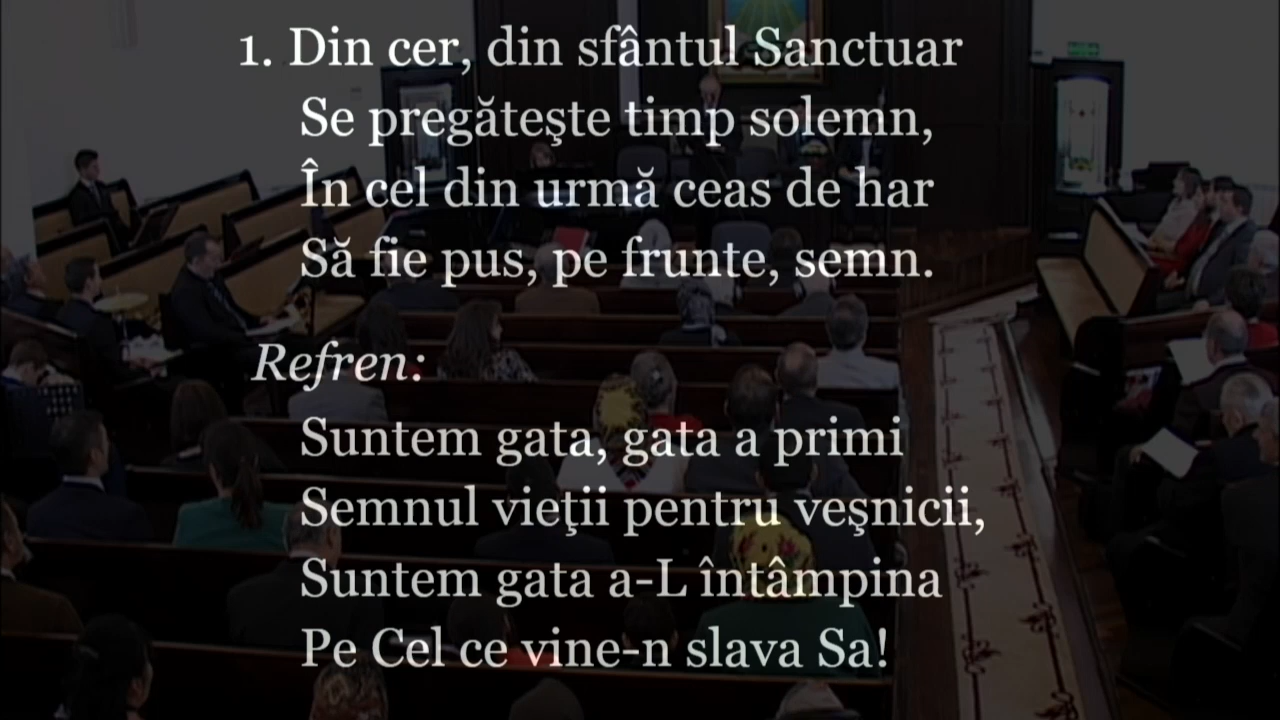 1. Din cer, din sfântul Sanctuar
Se pregăteşte timp solemn,
În cel din urmă ceas de har
Să fie pus, pe frunte, semn.
Refren:
Suntem gata, gata a primi
Semnul vieţii pentru veşnicii,
Suntem gata a-L întâmpina
Pe Cel ce vine-n slava Sa!